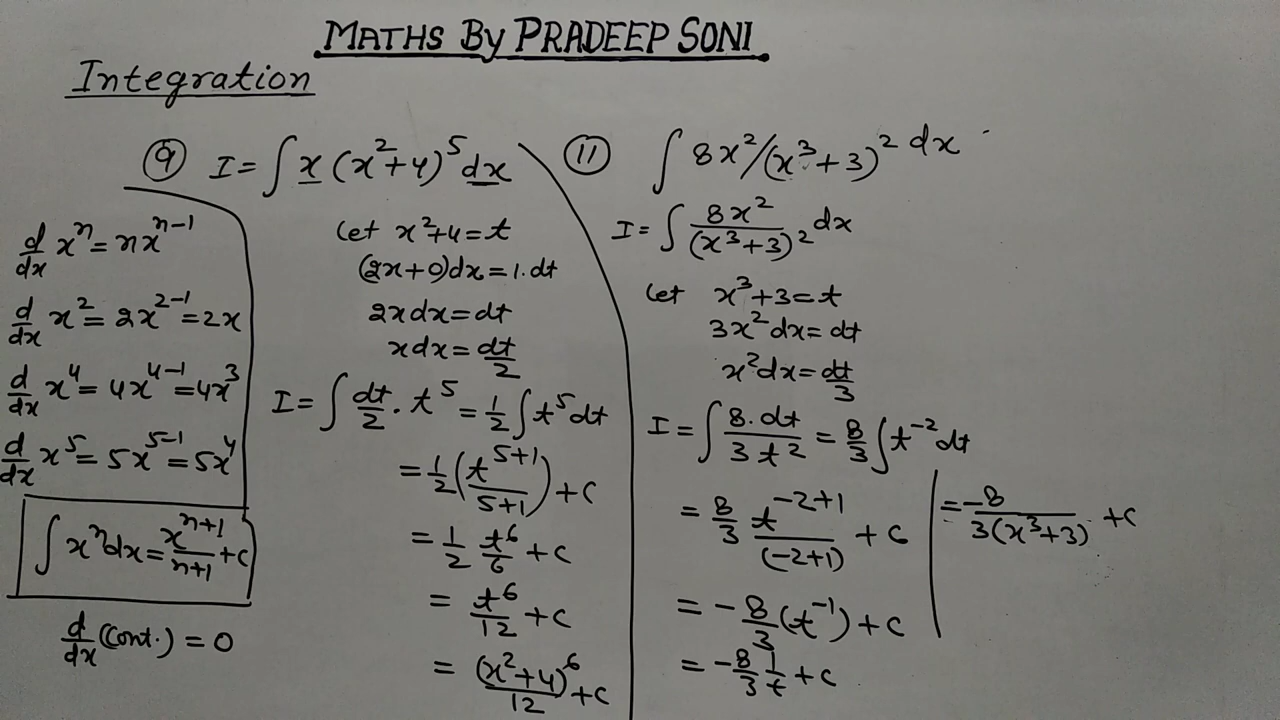 MATHS By PRADEEP SONI
Integration
⑨ I = ∫ x (x²+4)⁵ dx
d/dx xⁿ = nxⁿ⁻¹
d/dx x² = 2x²⁻¹ = 2x
d/dx x⁴ = 4x⁴⁻¹ = 4x³
d/dx x⁵ = 5x⁵⁻¹ = 5x⁴
∫ xⁿdx = xⁿ⁺¹/n+1 + c
d/dx (Cont.) = 0
Let x²+4 = t
(2x+0)dx = 1.dt
2xdx = dt
xdx = dt/2
I = ∫ dt/2 . t⁵ = 1/2 ∫ t⁵dt
= 1/2 (t⁵⁺¹/5+1) + c
= 1/2 t⁶/6 + c
= t⁶/12 + c
= (x²+4)⁶/12 + c
⑪ ∫ 8x²/(x³+3)² dx
I = ∫ 8x²/(x³+3)² dx
Let x³+3 = t
3x²dx = dt
x²dx = dt/3
I = ∫ 8.dt/3 t² = 8/3 ∫ t⁻²dt
= 8/3 t⁻²⁺¹/(-2+1) + c
= -8/3 (t⁻¹) + c
= -8/3 1/t + c
= -8/3(x³+3) + c